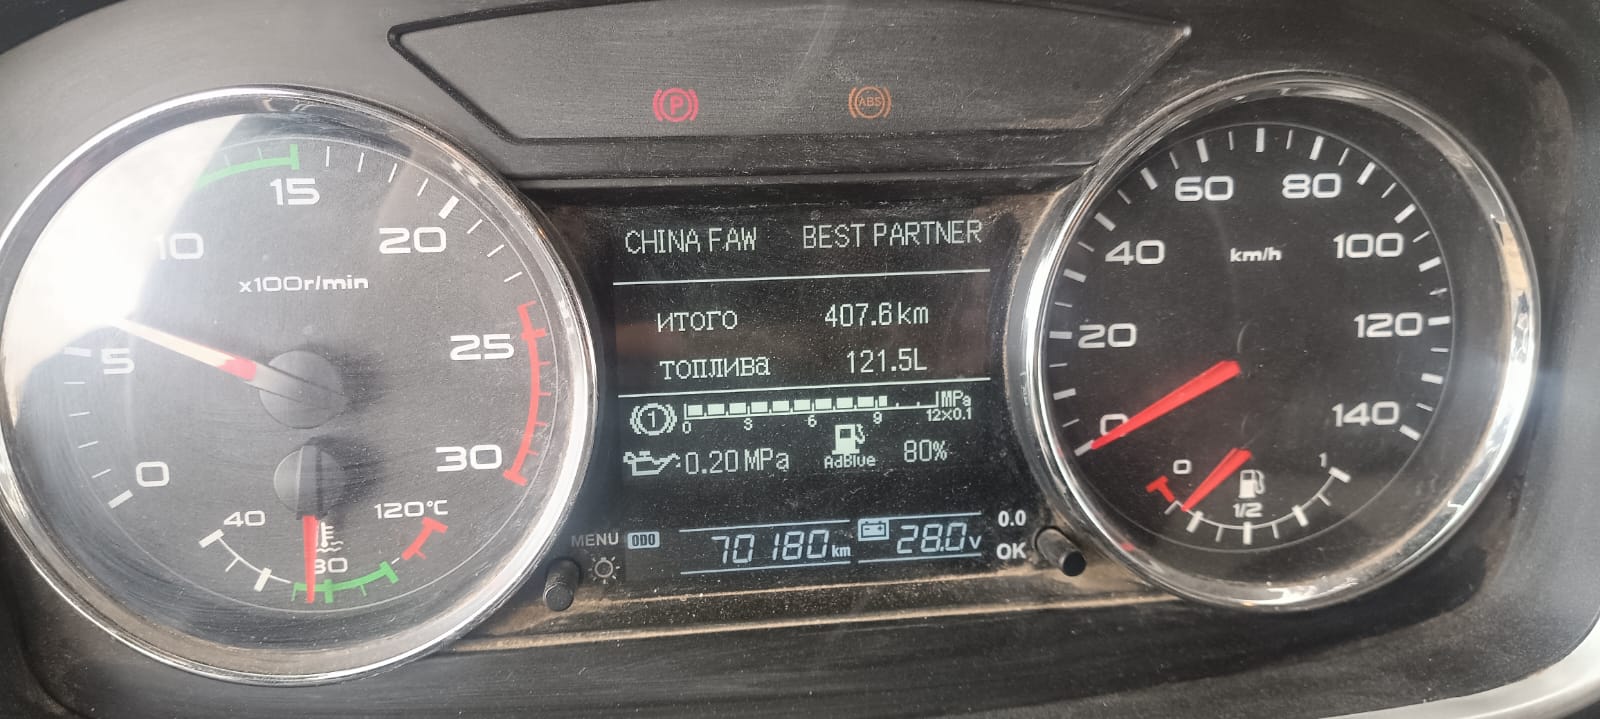 P ABS
15
10 20
x100r/min
5 25
0 30
40 120°C
80
CHINA FAW BEST PARTNER
ИТОГО 407.6km
ТОПЛИВА 121.5L
1 MPa
0 3 6 9 12x0.1
0.20MPa AdBlue 80%
MENU ODO 70180km 28.0v 0.0
OK
60 80
40 km/h 100
20 120
0 140
0 1/2 1